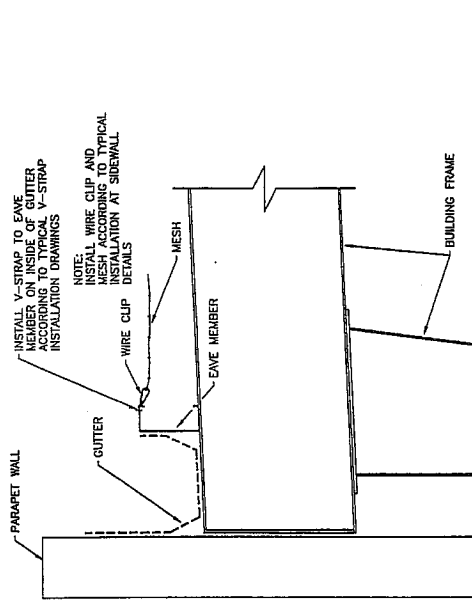 PARAPET WALL
GUTTER
INSTALL V-STRAP TO EAVE
MEMBER ON INSIDE OF GUTTER
ACCORDING TO TYPICAL V-STRAP
INSTALLATION DRAWINGS
NOTE:
INSTALL WIRE CLIP AND
MESH ACCORDING TO TYPICAL
INSTALLATION AT SIDEWALL
DETAILS
WIRE CLIP
MESH
EAVE MEMBER
BUILDING FRAME